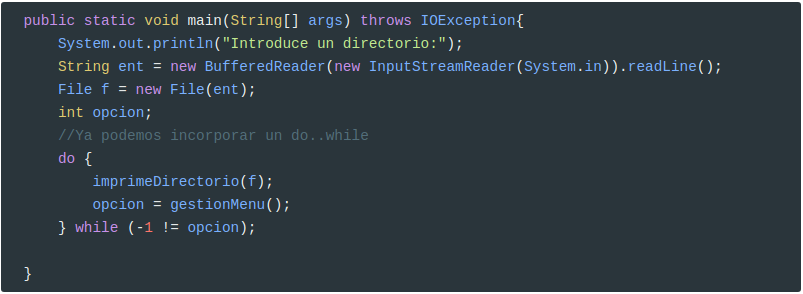 public static void main(String[] args) throws IOException{
    System.out.println("Introduce un directorio:");
    String ent = new BufferedReader(new InputStreamReader(System.in)).readLine();
    File f = new File(ent);
    int opcion;
    //Ya podemos incorporar un do..while
    do {
        imprimeDirectorio(f);
        opcion = gestionMenu();
    } while (-1 != opcion);
}